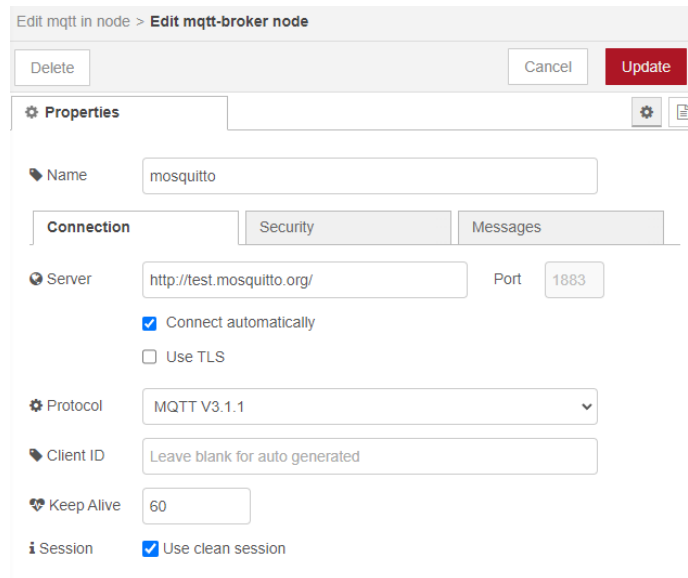 Edit mqtt in node > Edit mqtt-broker node
Delete Cancel Update
Properties
Name mosquitto
Connection Security Messages
Server http://test.mosquitto.org/ Port 1883
Connect automatically
Use TLS
Protocol MQTT V3.1.1
Client ID Leave blank for auto generated
Keep Alive 60
Session Use clean session